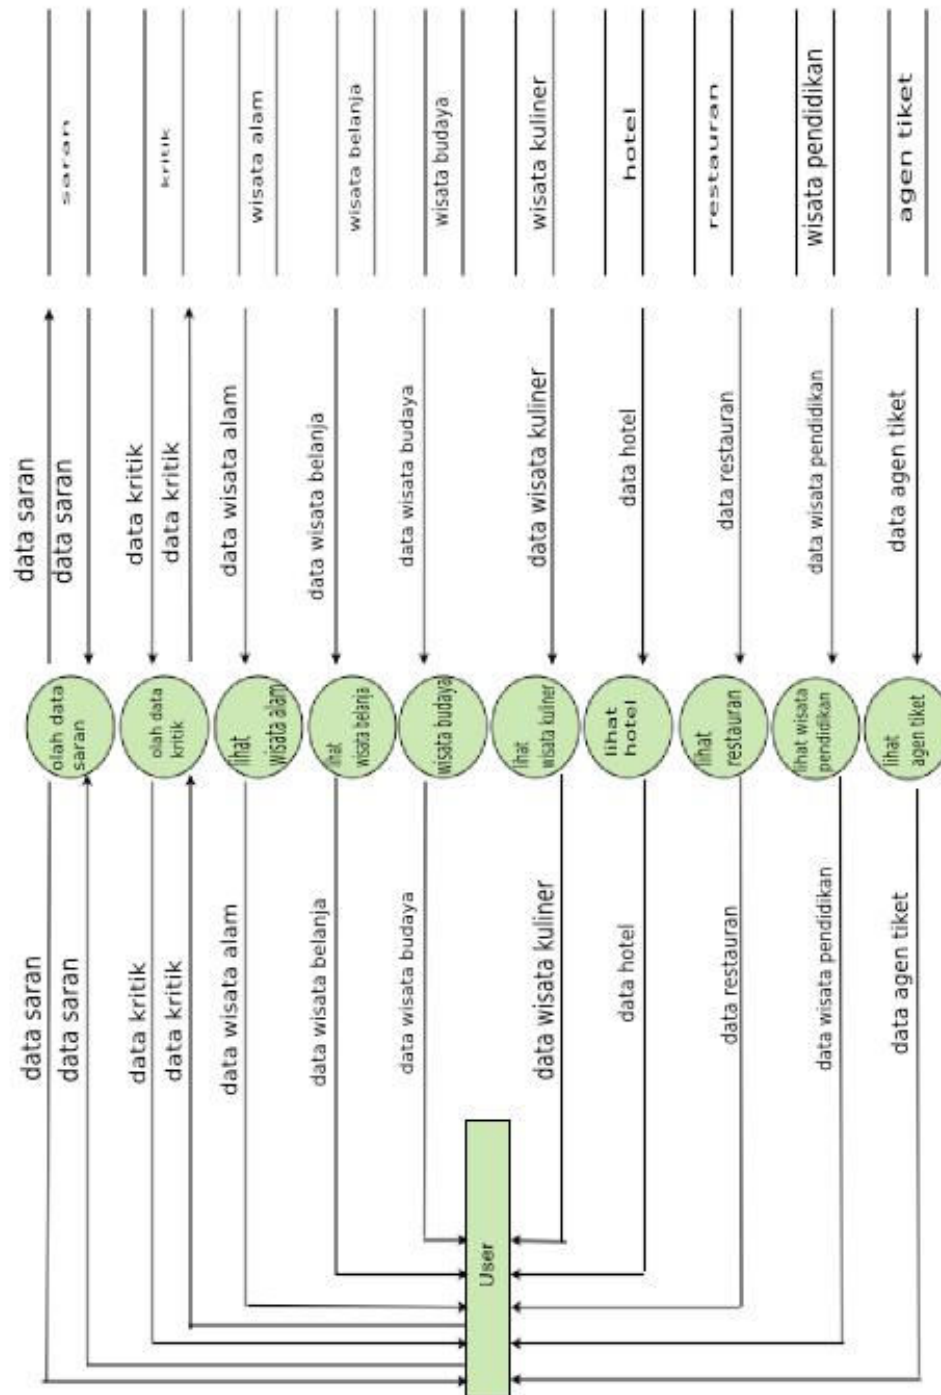 saran
kritik
wisata alam
wisata belanja
wisata budaya
wisata kuliner
hotel
restauran
wisata pendidikan
agen tiket
data saran
data saran
data kritik
data kritik
data wisata alam
data wisata belanja
data wisata budaya
data wisata kuliner
data hotel
data restauran
data wisata pendidikan
data agen tiket
olah data
saran
olah data
kritik
lihat
wisata alam
lihat
wisata belanja
wisata budaya
lihat
wisata kuliner
lihat
hotel
lihat
restauran
lihat wisata
pendidikan
lihat
agen tiket
data saran
data saran
data kritik
data kritik
data wisata alam
data wisata belanja
data wisata budaya
data wisata kuliner
data hotel
data restauran
data wisata pendidikan
data agen tiket
User